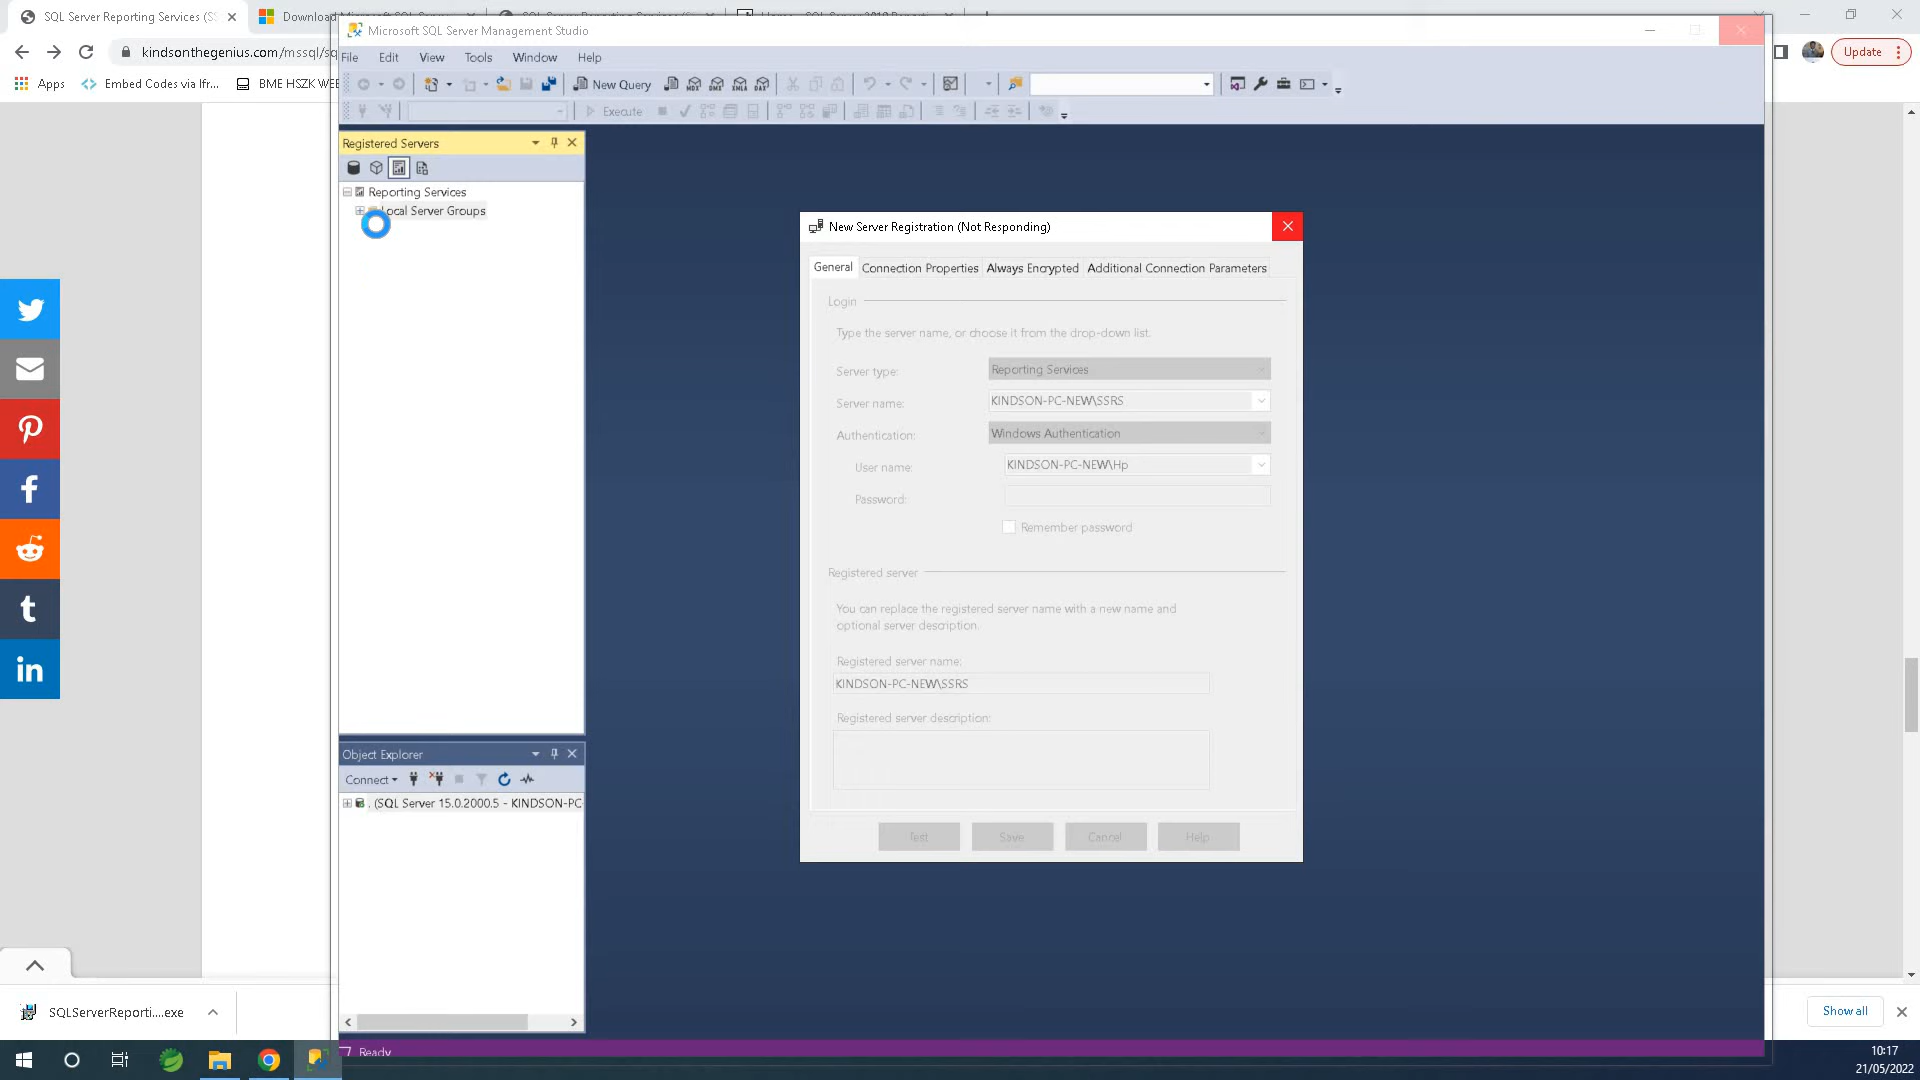 SQL Server Reporting Services (SS
Microsoft SQL Server Management Studio
kindsonthegenius.com/mssql/sq
Update
Apps
Embed Codes via Ifr...
BME HSZK WE
File Edit View Tools Window Help
New Query
MDX
DMX
XMLA
DAX
Execute
Registered Servers
Reporting Services
Local Server Groups
New Server Registration (Not Responding)
General Connection Properties Always Encrypted Additional Connection Parameters
Login
Type the server name, or choose it from the drop-down list.
Server type: Reporting Services
Server name: KINDSON-PC-NEW\SSRS
Authentication: Windows Authentication
User name: KINDSON-PC-NEW\Hp
Password:
Remember password
Registered server
You can replace the registered server name with a new name and
optional server description.
Registered server name:
KINDSON-PC-NEW\SSRS
Registered server description:
Test Save Cancel Help
Object Explorer
Connect
. (SQL Server 15.0.2000.5 - KINDSON-PC-
Ready
SQLServerReporti....exe
Show all
10:17
21/05/2022